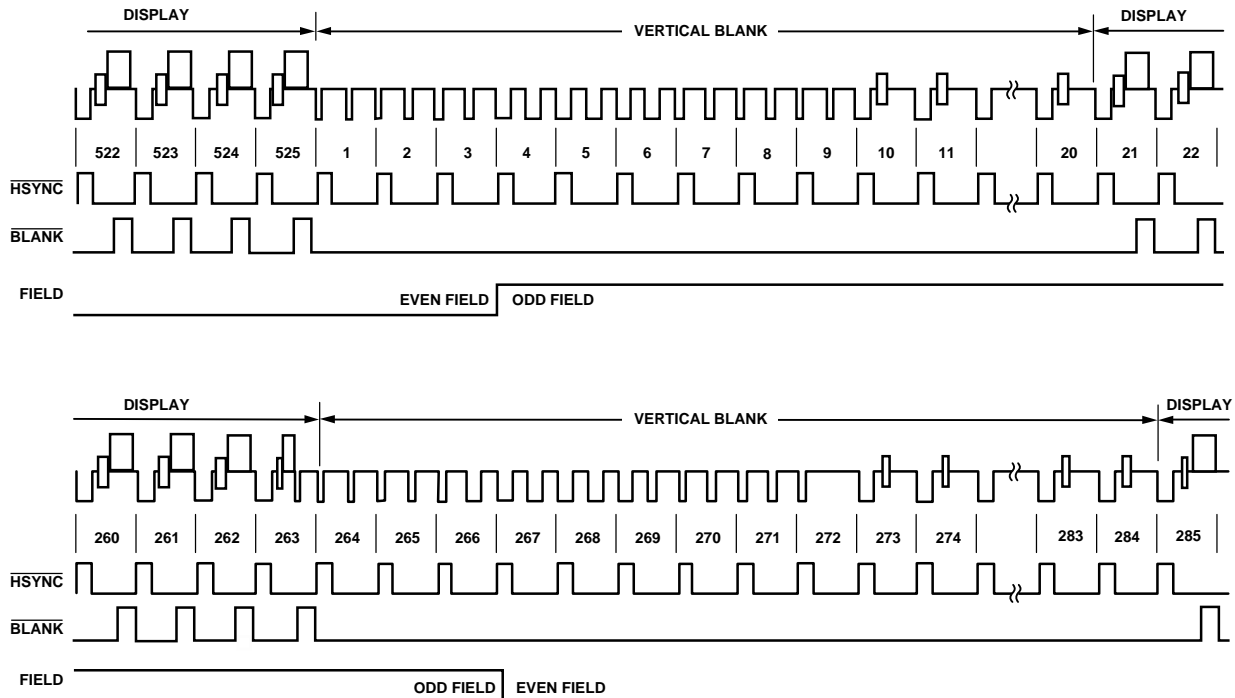 DISPLAY VERTICAL BLANK DISPLAY
522 523 524 525 1 2 3 4 5 6 7 8 9 10 11 20 21 22
HSYNC
BLANK
FIELD EVEN FIELD ODD FIELD
DISPLAY VERTICAL BLANK DISPLAY
260 261 262 263 264 265 266 267 268 269 270 271 272 273 274 283 284 285
HSYNC
BLANK
FIELD ODD FIELD EVEN FIELD